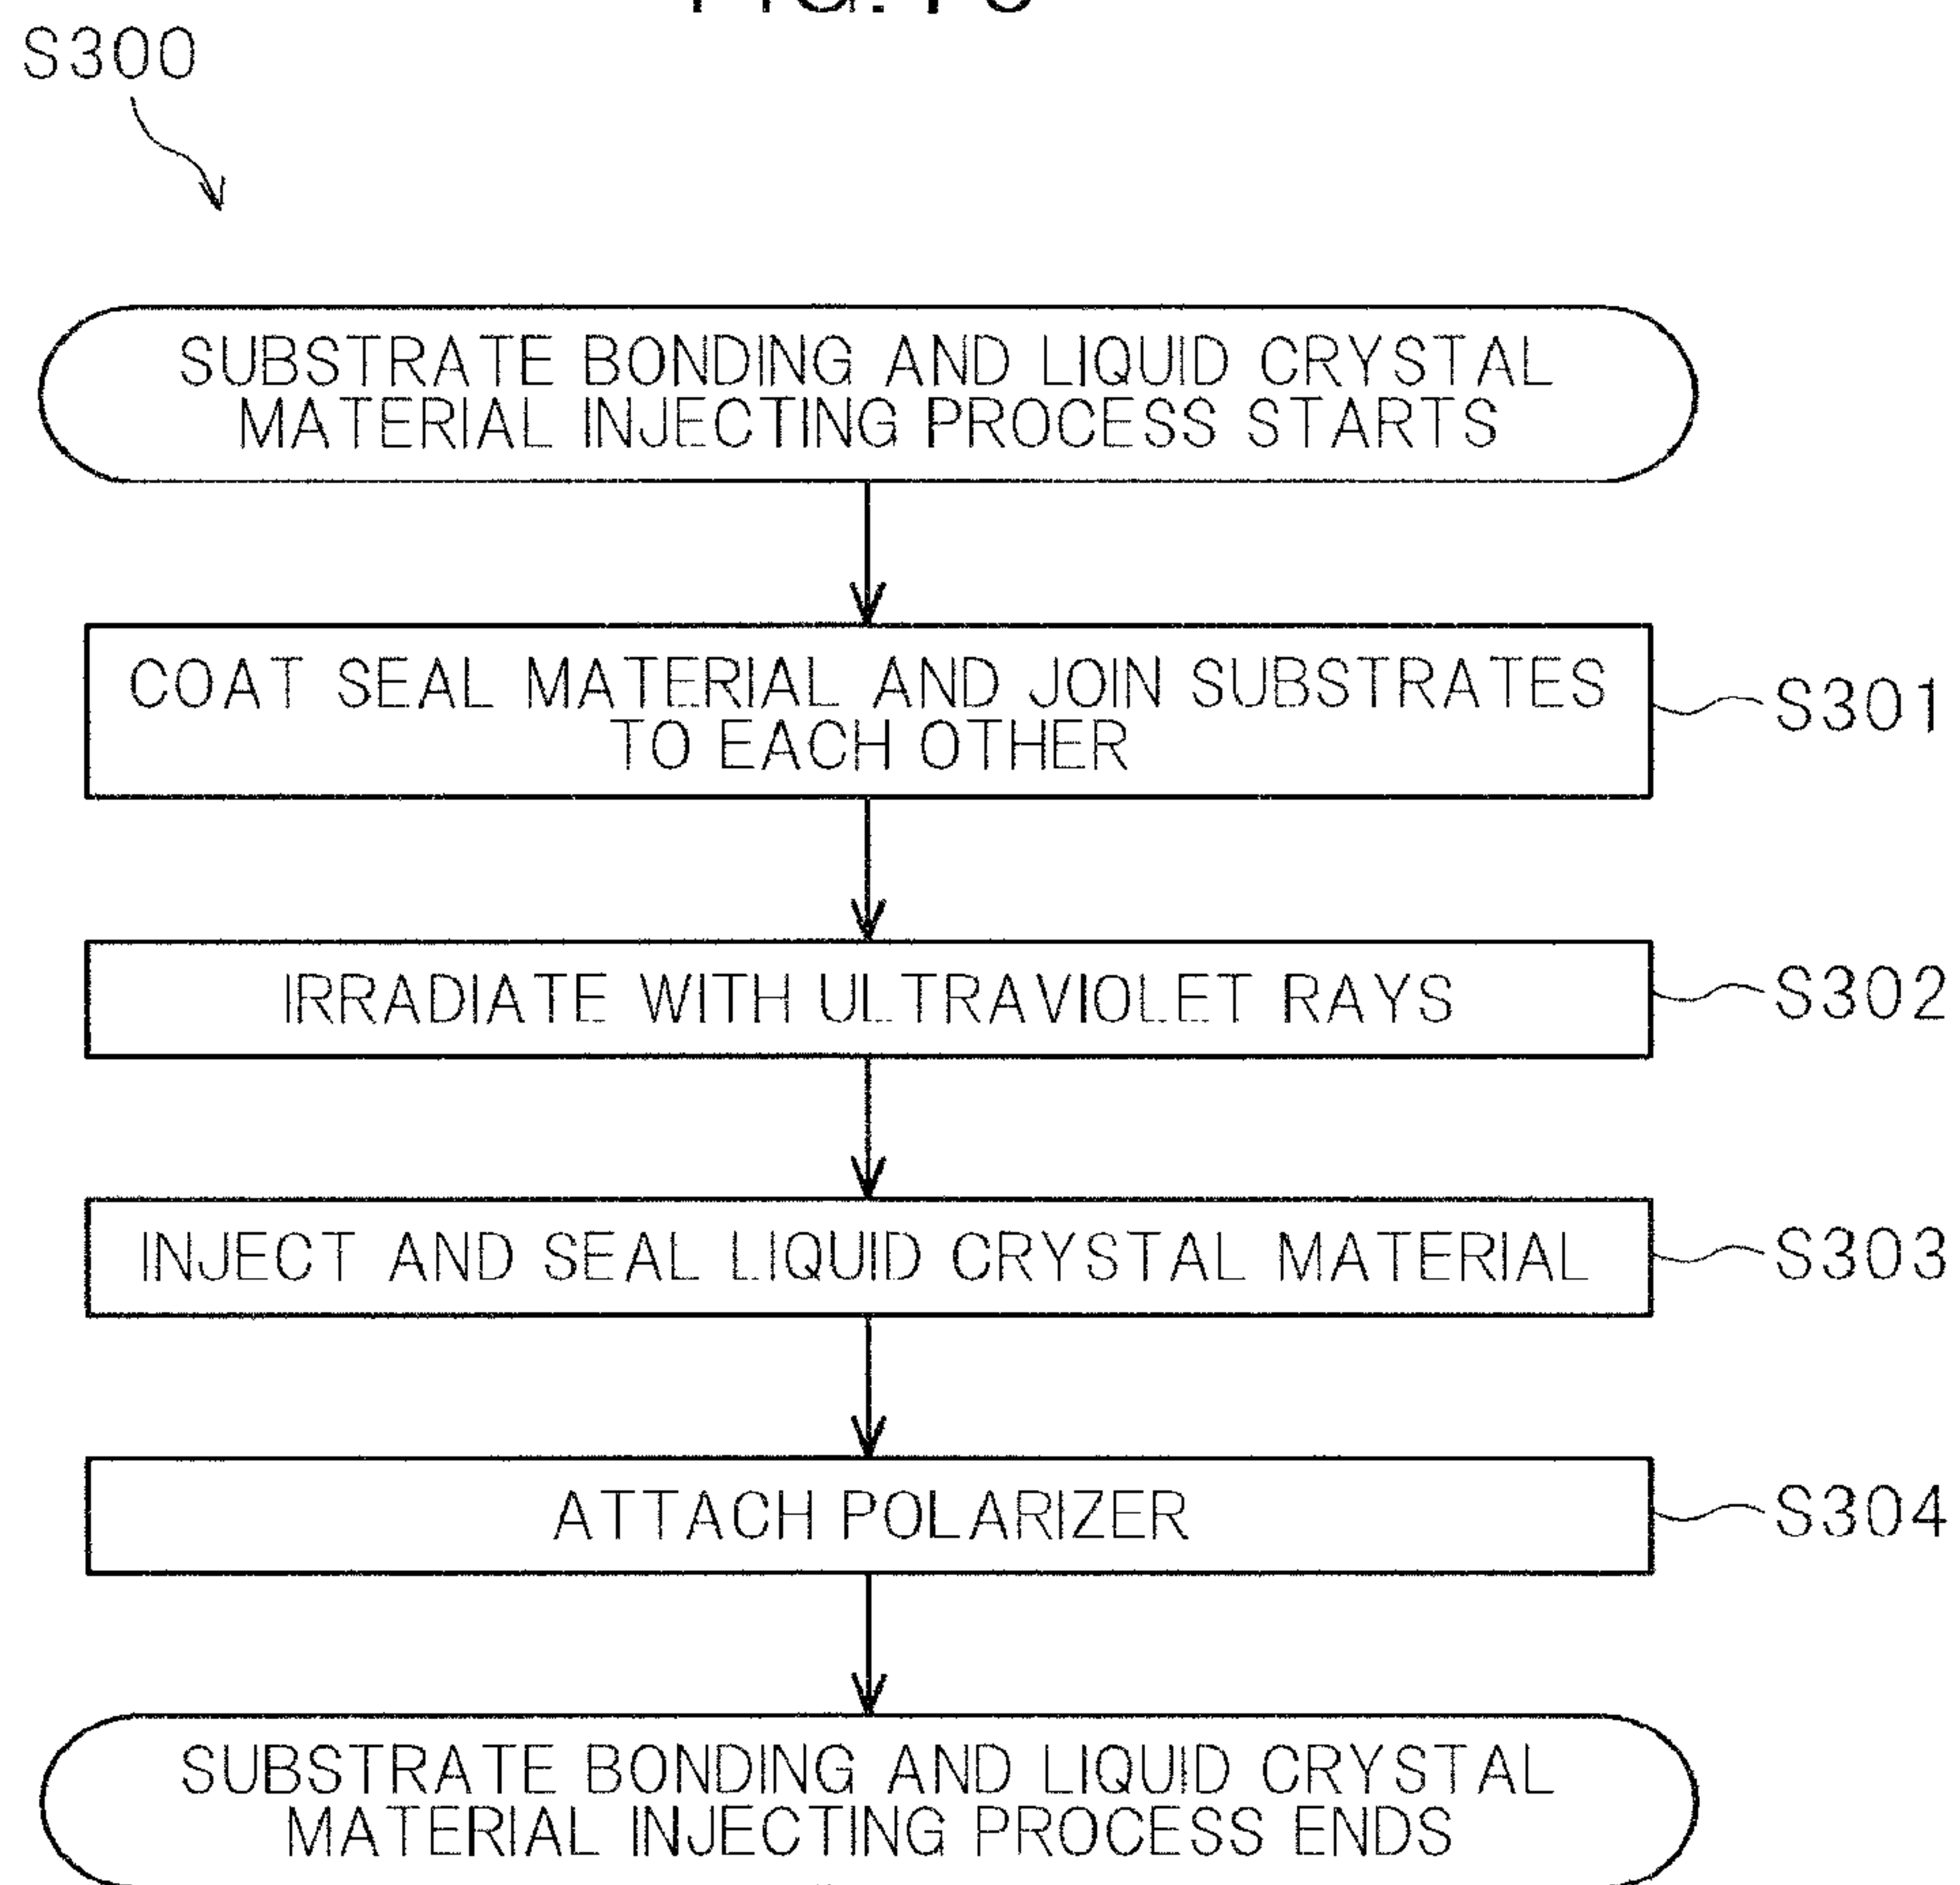 S300
SUBSTRATE BONDING AND LIQUID CRYSTAL
MATERIAL INJECTING PROCESS STARTS
COAT SEAL MATERIAL AND JOIN SUBSTRATES
TO EACH OTHER
S301
IRRADIATE WITH ULTRAVIOLET RAYS
S302
INJECT AND SEAL LIQUID CRYSTAL MATERIAL
S303
ATTACH POLARIZER
S304
SUBSTRATE BONDING AND LIQUID CRYSTAL
MATERIAL INJECTING PROCESS ENDS